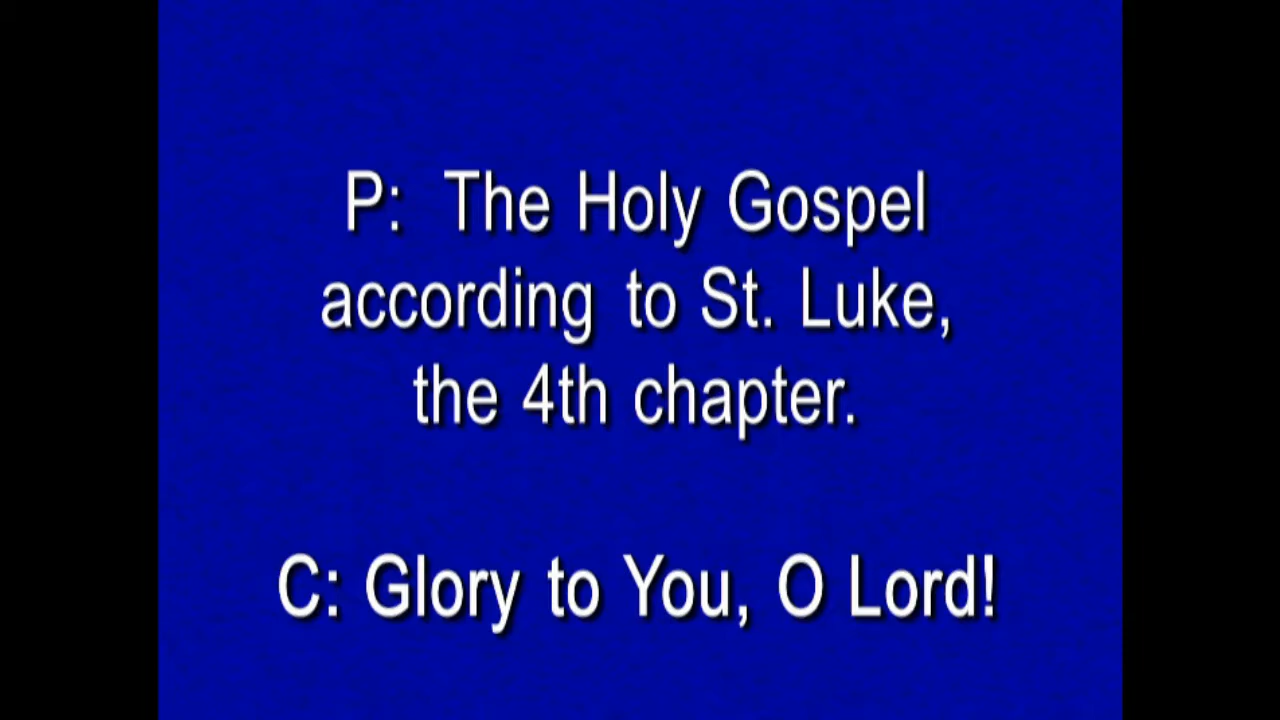 P: The Holy Gospel
according to St. Luke,
the 4th chapter.
C: Glory to You, O Lord!